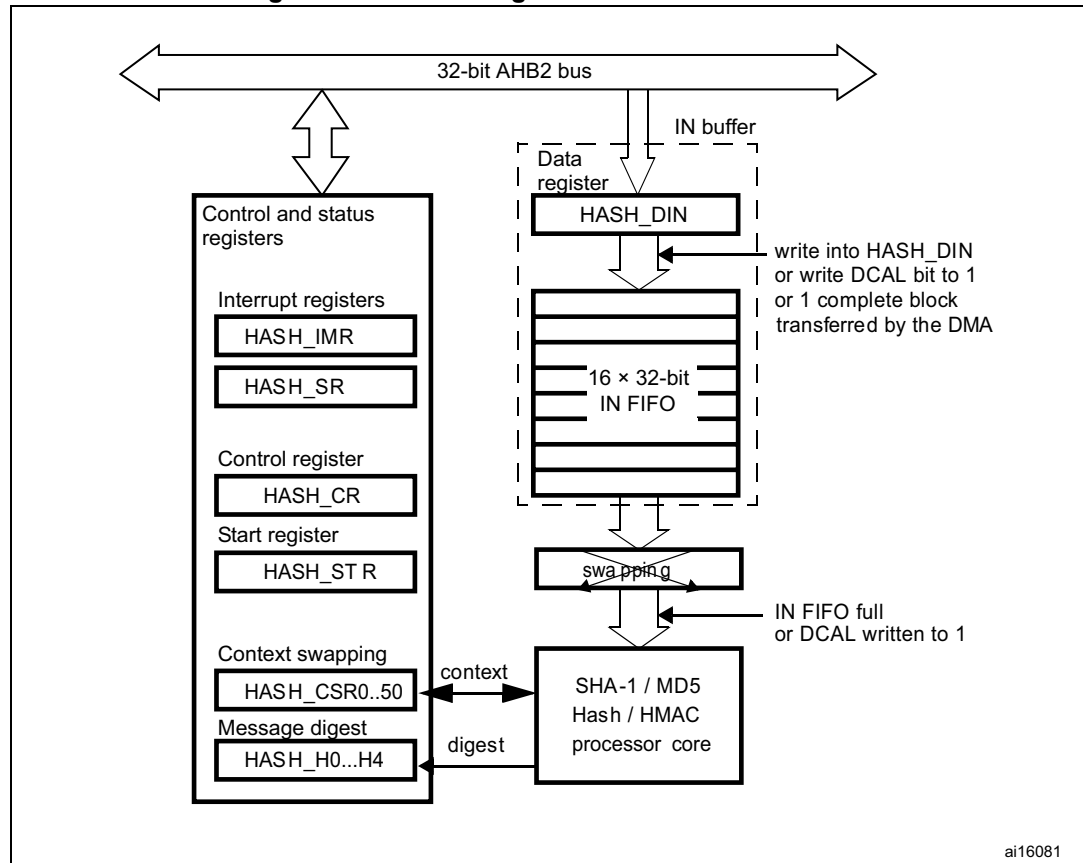 32-bit AHB2 bus
IN buffer
Data
register
HASH_DIN
write into HASH_DIN
or write DCAL bit to 1
or 1 complete block
transferred by the DMA
16 × 32-bit
IN FIFO
swapping
IN FIFO full
or DCAL written to 1
Control and status
registers
Interrupt registers
HASH_IMR
HASH_SR
Control register
HASH_CR
Start register
HASH_ST R
Context swapping
HASH_CSR0..50
context
Message digest
HASH_H0...H4
digest
SHA-1 / MD5
Hash / HMAC
processor core
ai16081